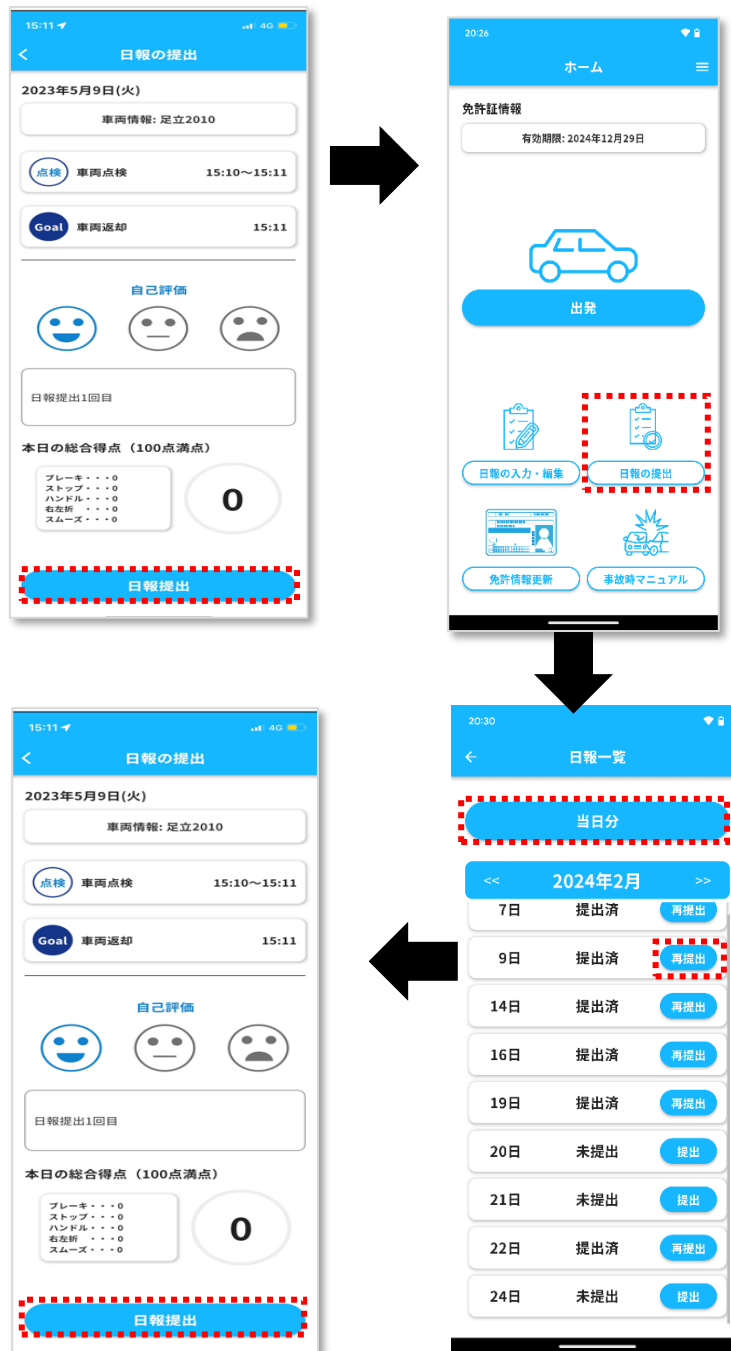 15:11
4G
日報の提出
2023年5月9日(火)
車両情報: 足立2010
点検 車両点検 15:10～15:11
Goal 車両返却 15:11
自己評価
日報提出1回目
本日の総合得点（100点満点）
ブレーキ・・・0
ストップ・・・0
ハンドル・・・0
右左折 ・・・0
スムーズ・・・0
0
日報提出
20:26
ホーム
免許証情報
有効期限: 2024年12月29日
出発
日報の入力・編集
日報の提出
免許情報更新
事故時マニュアル
20:30
日報一覧
当日分
<< 2024年2月 >>
7日 提出済 再提出
9日 提出済 再提出
14日 提出済 再提出
16日 提出済 再提出
19日 提出済 再提出
20日 未提出 提出
21日 未提出 提出
22日 提出済 再提出
24日 未提出 提出
15:11
4G
日報の提出
2023年5月9日(火)
車両情報: 足立2010
点検 車両点検 15:10～15:11
Goal 車両返却 15:11
自己評価
日報提出1回目
本日の総合得点（100点満点）
ブレーキ・・・0
ストップ・・・0
ハンドル・・・0
右左折 ・・・0
スムーズ・・・0
0
日報提出